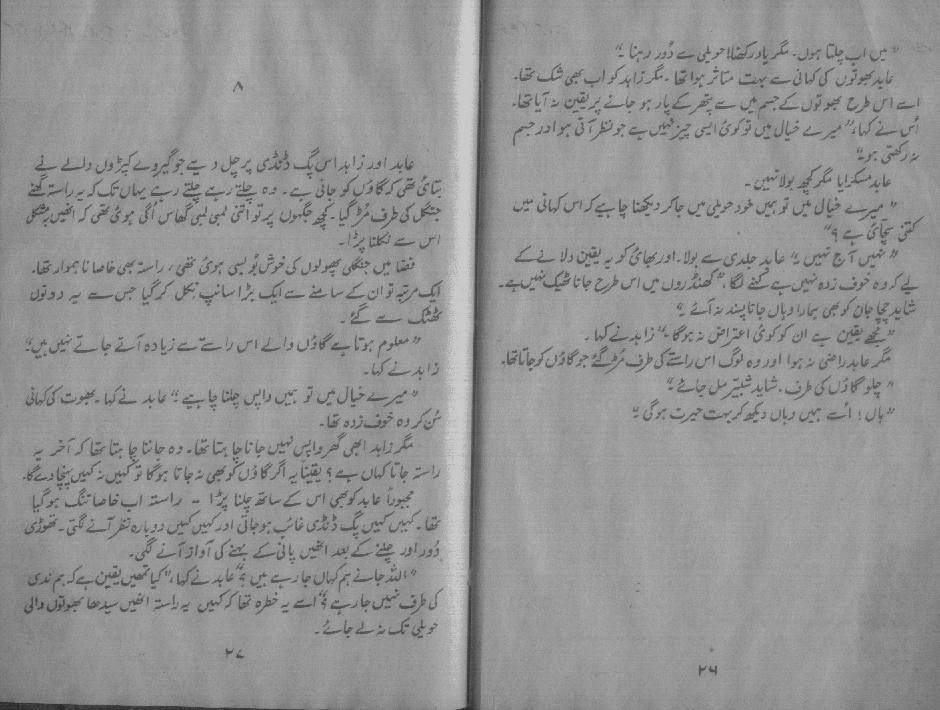 "میں اب چلتا ہوں۔ مگر یاد رکھنا! حویلی سے دُور رہنا۔"
عابد بھوتوں کی کہانی سے بہت متاثر ہوا تھا۔ مگر زاہد کو اب بھی شک تھا۔
اسے اس طرح بھوتوں کے جسم میں سے پتھر کے پار ہو جانے پر یقین نہ آیا تھا۔
اُس نے کہا، "میرے خیال میں تو کوئی ایسی چیز نہیں ہے جو نظر آتی ہو اور جسم
نہ رکھتی ہو۔"
عابد مسکرایا مگر کچھ بولا نہیں۔
"میرے خیال میں تو ہمیں خود حویلی میں جا کر دیکھنا چاہیے کہ اس کہانی میں
کتنی سچائی ہے؟"
"نہیں آج نہیں۔" عابد جلدی سے بولا۔ اور بھائی کو یہ یقین دلانے کے
لیے کہ وہ خوف زدہ نہیں ہے کہنے لگا، "کھنڈروں میں اس طرح جانا ٹھیک نہیں ہے۔
شاید چچا جان کو بھی ہمارا وہاں جانا پسند نہ آئے۔"
"مجھے یقین ہے ان کو کوئی اعتراض نہ ہو گا۔" زاہد نے کہا۔
مگر عابد راضی نہ ہوا اور وہ لوگ اس راستے کی طرف مُڑ گئے جو گاؤں کو جاتا تھا۔
"چلو گاؤں کی طرف۔ شاید شبیر مل جائے۔"
"ہاں! اُسے ہمیں وہاں دیکھ کر بہت حیرت ہو گی۔"
۲۶
۸
عابد اور زاہد اس پگ ڈنڈی پر چل دیے جو گیروے کپڑوں والے نے
بتائی تھی کہ گاؤں کو جاتی ہے۔ وہ چلتے رہے چلتے رہے یہاں تک کہ یہ راستہ گھنے
جنگل کی طرف مُڑ گیا۔ کچھ جگہوں پر تو اتنی لمبی لمبی گھاس اُگی ہوئی تھی کہ انھیں بمشکل
اس سے نکلنا پڑا۔
فضا میں جنگلی پھولوں کی خوش بُو بسی ہوئی تھی، راستہ بھی خاصا ناہموار تھا۔
ایک مرتبہ تو ان کے سامنے سے ایک بڑا سانپ نکل کر گیا جس سے یہ دونوں
ٹھٹک سے گئے۔
"معلوم ہوتا ہے گاؤں والے اس راستے سے زیادہ آتے جاتے نہیں ہیں۔"
زاہد نے کہا۔
"میرے خیال میں تو ہمیں واپس چلنا چاہیے۔" عابد نے کہا۔ بھوت کی کہانی
سُن کر وہ خوف زدہ تھا۔
مگر زاہد ابھی گھر واپس نہیں جانا چاہتا تھا۔ وہ جاننا چاہتا تھا کہ آخر یہ
راستہ جاتا کہاں ہے؟ یقیناً یہ اگر گاؤں کو بھی نہ جاتا ہو گا تو کہیں نہ کہیں پہنچا دے گا۔
مجبوراً عابد کو بھی اس کے ساتھ چلنا پڑا ۔ راستہ اب خاصا تنگ ہو گیا
تھا۔ کہیں کہیں پگ ڈنڈی غائب ہو جاتی اور کہیں کہیں دوبارہ نظر آنے لگتی۔ تھوڑی
دُور اور چلنے کے بعد انھیں پانی کے بہنے کی آواز آنے لگی۔
"اللہ جانے ہم کہاں جا رہے ہیں؟" عابد نے کہا، "کیا تمھیں یقین ہے کہ ہم ندی
کی طرف نہیں جا رہے؟" اسے یہ خطرہ تھا کہ کہیں یہ راستہ انھیں سیدھا بھوتوں والی
حویلی تک نہ لے جائے۔
۲۷